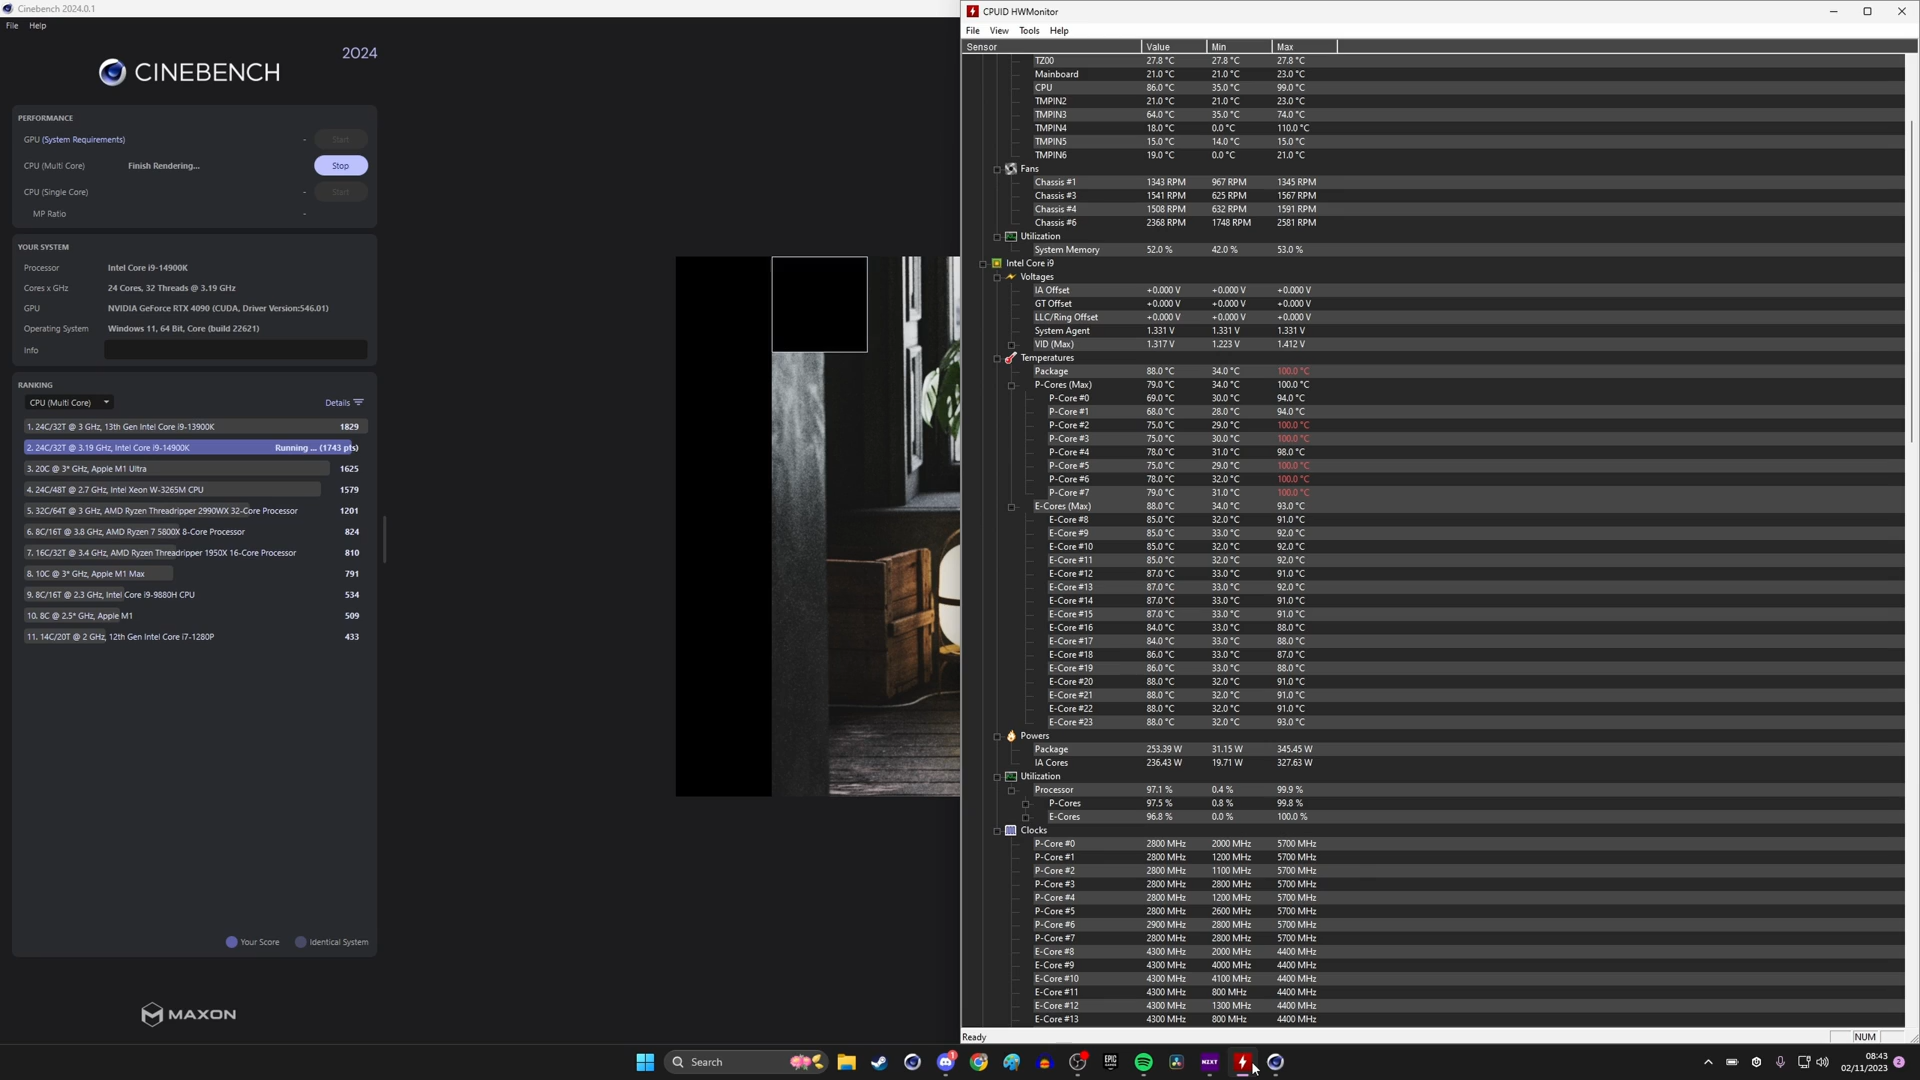 Cinebench 2024.0.1
File Help
2024
CINEBENCH
PERFORMANCE
GPU (System Requirements) - Start
CPU (Multi Core) Finish Rendering... Stop
CPU (Single Core) - Start
MP Ratio -
YOUR SYSTEM
Processor Intel Core i9-14900K
Cores x GHz 24 Cores, 32 Threads @ 3.19 GHz
GPU NVIDIA GeForce RTX 4090 (CUDA, Driver Version:546.01)
Operating System Windows 11, 64 Bit, Core (build 22621)
Info
RANKING
CPU (Multi Core) Details
1. 24C/32T @ 3 GHz, 13th Gen Intel Core i9-13900K 1829
2. 24C/32T @ 3.19 GHz, Intel Core i9-14900K Running ... (1743 pts)
3. 20C @ 3* GHz, Apple M1 Ultra 1625
4. 24C/48T @ 2.7 GHz, Intel Xeon W-3265M CPU 1579
5. 32C/64T @ 3 GHz, AMD Ryzen Threadripper 2990WX 32-Core Processor 1201
6. 8C/16T @ 3.8 GHz, AMD Ryzen 7 5800X 8-Core Processor 824
7. 16C/32T @ 3.4 GHz, AMD Ryzen Threadripper 1950X 16-Core Processor 810
8. 10C @ 3* GHz, Apple M1 Max 791
9. 8C/16T @ 2.3 GHz, Intel Core i9-9880H CPU 534
10. 8C @ 2.5* GHz, Apple M1 509
11. 14C/20T @ 2 GHz, 12th Gen Intel Core i7-1280P 433
Your Score Identical System
MAXON
CPUID HWMonitor
File View Tools Help
Sensor Value Min Max
TZ00 27.8 °C 27.8 °C 27.8 °C
Mainboard 21.0 °C 21.0 °C 23.0 °C
CPU 86.0 °C 35.0 °C 99.0 °C
TMPIN2 21.0 °C 21.0 °C 23.0 °C
TMPIN3 64.0 °C 35.0 °C 74.0 °C
TMPIN4 18.0 °C 0.0 °C 110.0 °C
TMPIN5 15.0 °C 14.0 °C 15.0 °C
TMPIN6 19.0 °C 0.0 °C 21.0 °C
Fans
Chassis #1 1343 RPM 967 RPM 1345 RPM
Chassis #3 1541 RPM 625 RPM 1567 RPM
Chassis #4 1508 RPM 632 RPM 1591 RPM
Chassis #6 2368 RPM 1748 RPM 2581 RPM
Utilization
System Memory 52.0 % 42.0 % 53.0 %
Intel Core i9
Voltages
IA Offset +0.000 V +0.000 V +0.000 V
GT Offset +0.000 V +0.000 V +0.000 V
LLC/Ring Offset +0.000 V +0.000 V +0.000 V
System Agent 1.331 V 1.331 V 1.331 V
VID (Max) 1.317 V 1.223 V 1.412 V
Temperatures
Package 88.0 °C 34.0 °C 100.0 °C
P-Cores (Max) 79.0 °C 34.0 °C 100.0 °C
P-Core #0 69.0 °C 30.0 °C 94.0 °C
P-Core #1 68.0 °C 28.0 °C 94.0 °C
P-Core #2 75.0 °C 29.0 °C 100.0 °C
P-Core #3 75.0 °C 30.0 °C 100.0 °C
P-Core #4 78.0 °C 31.0 °C 98.0 °C
P-Core #5 75.0 °C 29.0 °C 100.0 °C
P-Core #6 78.0 °C 32.0 °C 100.0 °C
P-Core #7 79.0 °C 31.0 °C 100.0 °C
E-Cores (Max) 88.0 °C 34.0 °C 93.0 °C
E-Core #8 85.0 °C 32.0 °C 91.0 °C
E-Core #9 85.0 °C 33.0 °C 92.0 °C
E-Core #10 85.0 °C 32.0 °C 92.0 °C
E-Core #11 85.0 °C 32.0 °C 92.0 °C
E-Core #12 87.0 °C 33.0 °C 91.0 °C
E-Core #13 87.0 °C 33.0 °C 92.0 °C
E-Core #14 87.0 °C 33.0 °C 91.0 °C
E-Core #15 87.0 °C 33.0 °C 91.0 °C
E-Core #16 84.0 °C 33.0 °C 88.0 °C
E-Core #17 84.0 °C 33.0 °C 88.0 °C
E-Core #18 86.0 °C 33.0 °C 87.0 °C
E-Core #19 86.0 °C 33.0 °C 88.0 °C
E-Core #20 88.0 °C 32.0 °C 91.0 °C
E-Core #21 88.0 °C 32.0 °C 91.0 °C
E-Core #22 88.0 °C 32.0 °C 91.0 °C
E-Core #23 88.0 °C 32.0 °C 93.0 °C
Powers
Package 253.39 W 31.15 W 345.45 W
IA Cores 236.43 W 19.71 W 327.63 W
Utilization
Processor 97.1 % 0.4 % 99.9 %
P-Cores 97.5 % 0.8 % 99.8 %
E-Cores 96.8 % 0.0 % 100.0 %
Clocks
P-Core #0 2800 MHz 2000 MHz 5700 MHz
P-Core #1 2800 MHz 1200 MHz 5700 MHz
P-Core #2 2800 MHz 1100 MHz 5700 MHz
P-Core #3 2800 MHz 2800 MHz 5700 MHz
P-Core #4 2800 MHz 1200 MHz 5700 MHz
P-Core #5 2800 MHz 2600 MHz 5700 MHz
P-Core #6 2900 MHz 2800 MHz 5700 MHz
P-Core #7 2800 MHz 2800 MHz 5700 MHz
E-Core #8 4300 MHz 2000 MHz 4400 MHz
E-Core #9 4300 MHz 4000 MHz 4400 MHz
E-Core #10 4300 MHz 4100 MHz 4400 MHz
E-Core #11 4300 MHz 800 MHz 4400 MHz
E-Core #12 4300 MHz 1300 MHz 4400 MHz
E-Core #13 4300 MHz 800 MHz 4400 MHz
Ready NUM
Search 1 EPIC NZXT 08:43
02/11/2023 2